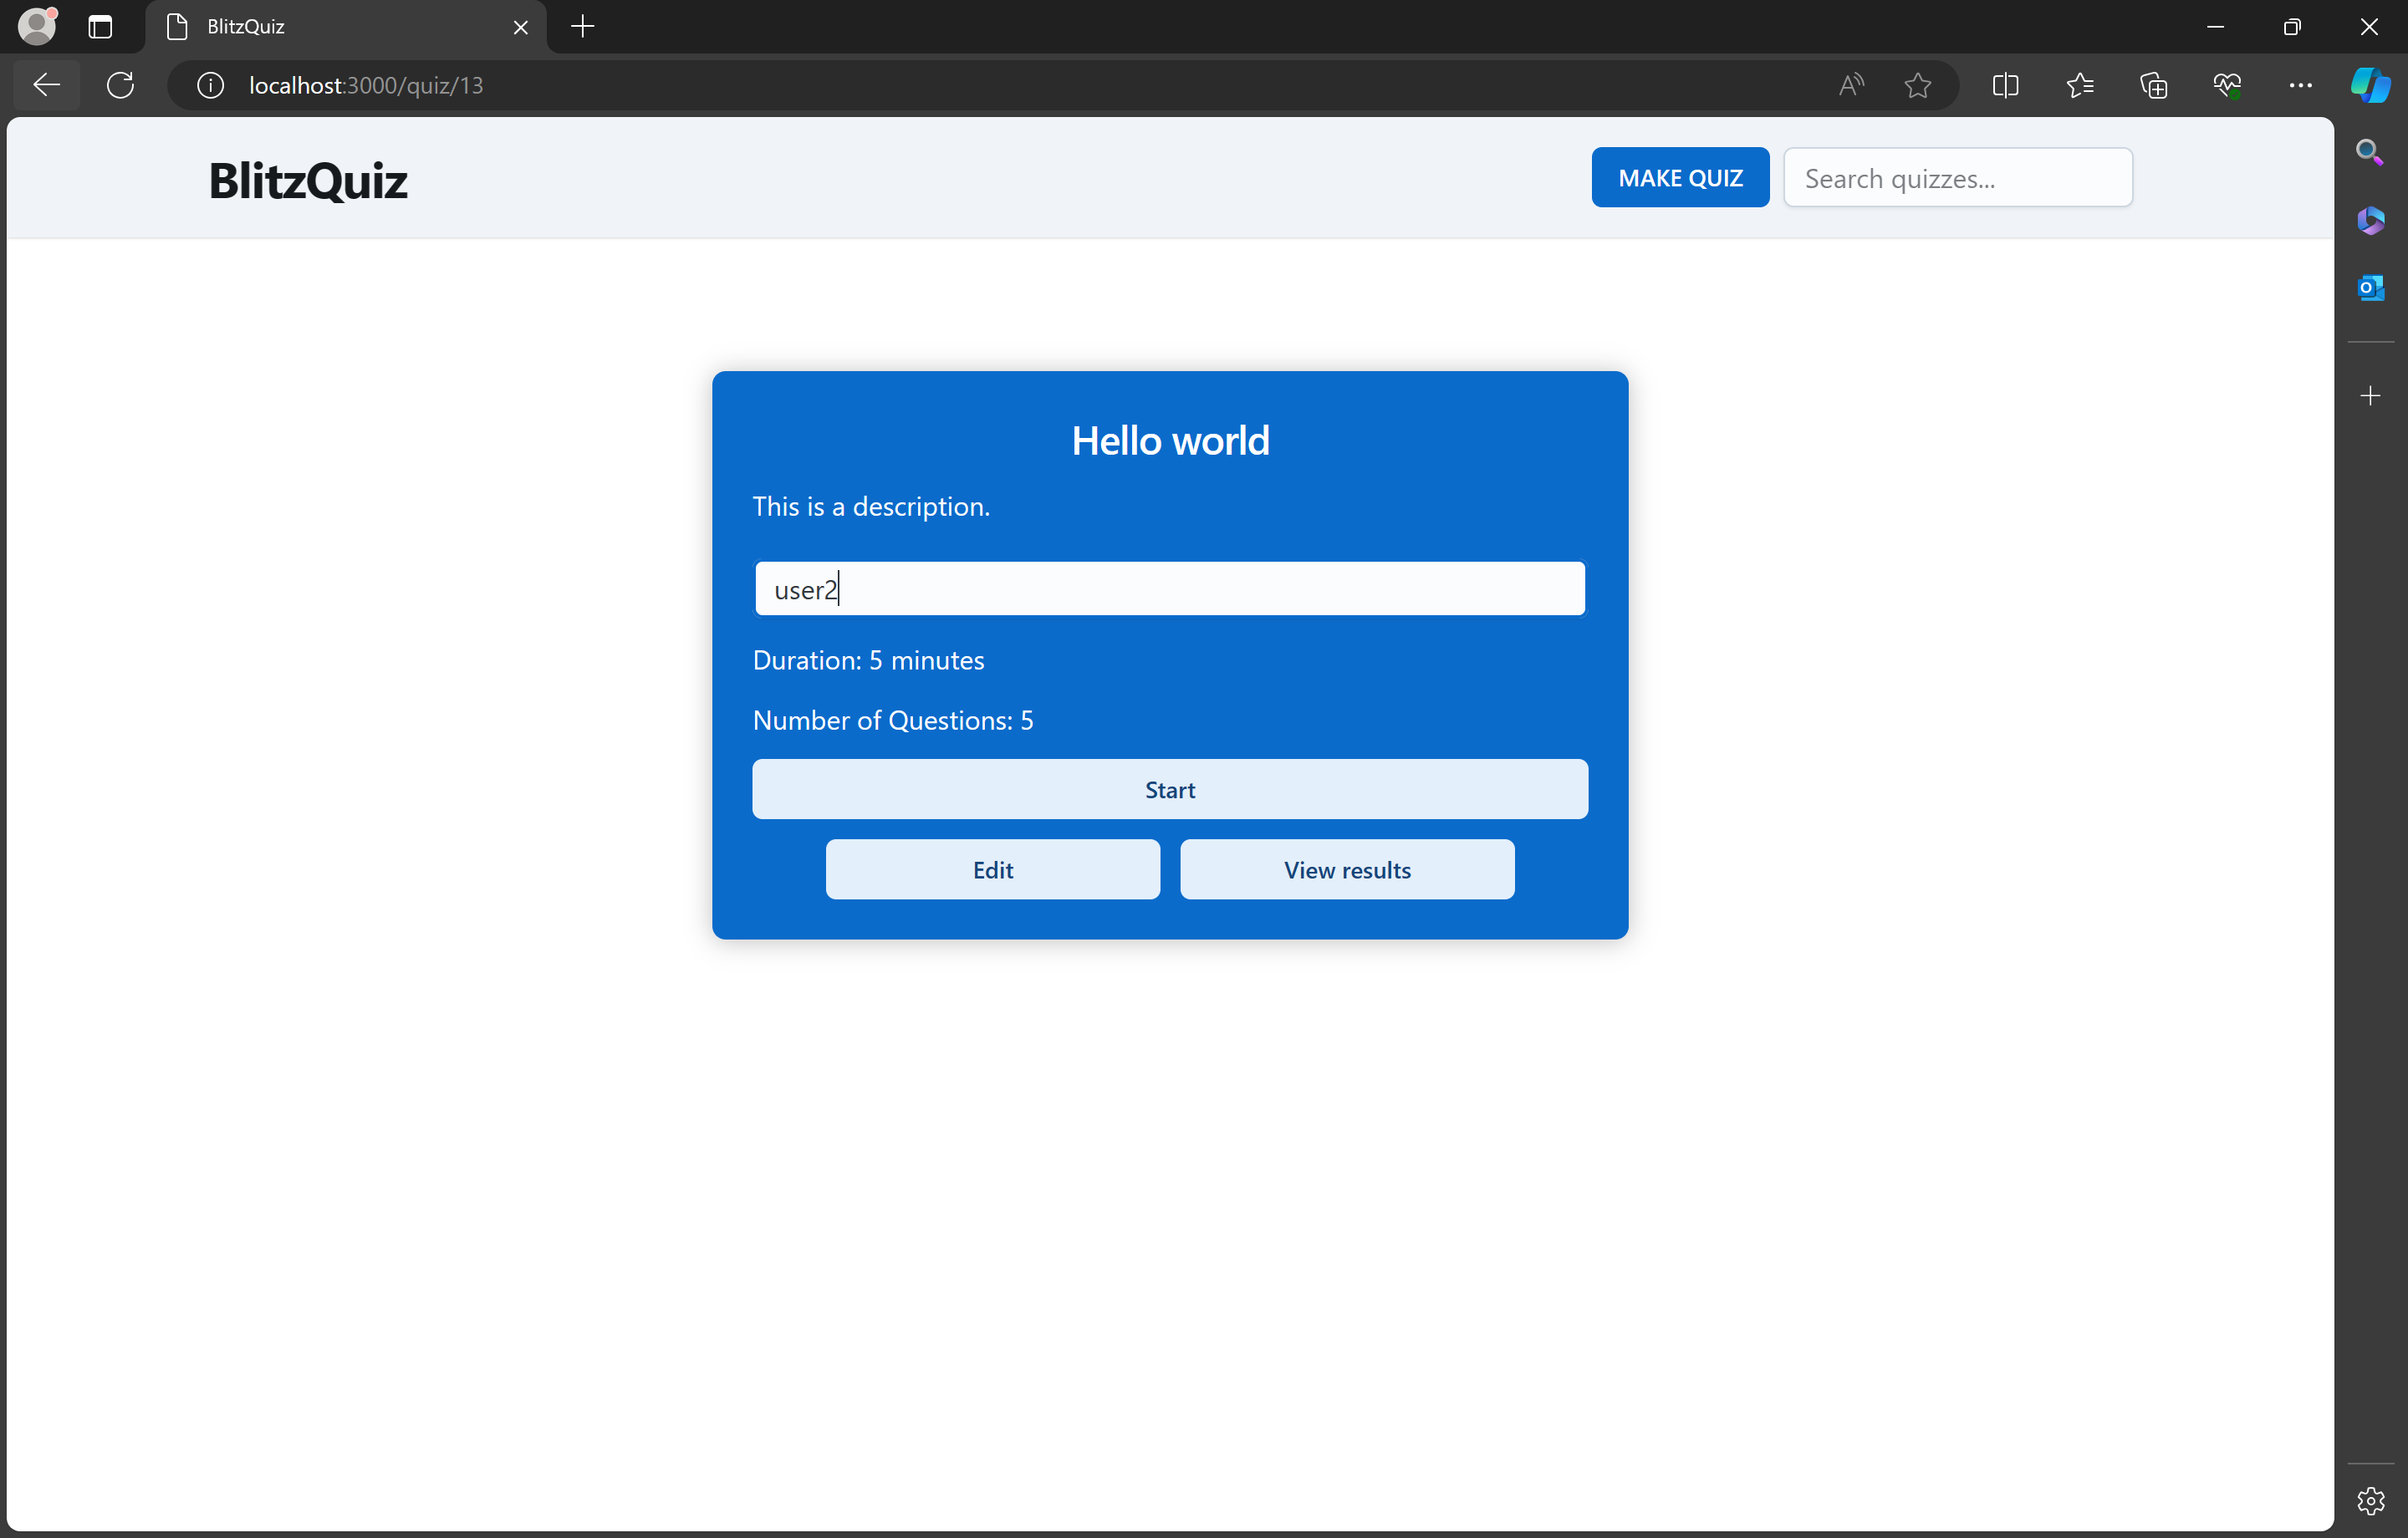 BlitzQuiz
localhost:3000/quiz/13
BlitzQuiz
MAKE QUIZ
Search quizzes...
Hello world
This is a description.
user2
Duration: 5 minutes
Number of Questions: 5
Start
Edit
View results